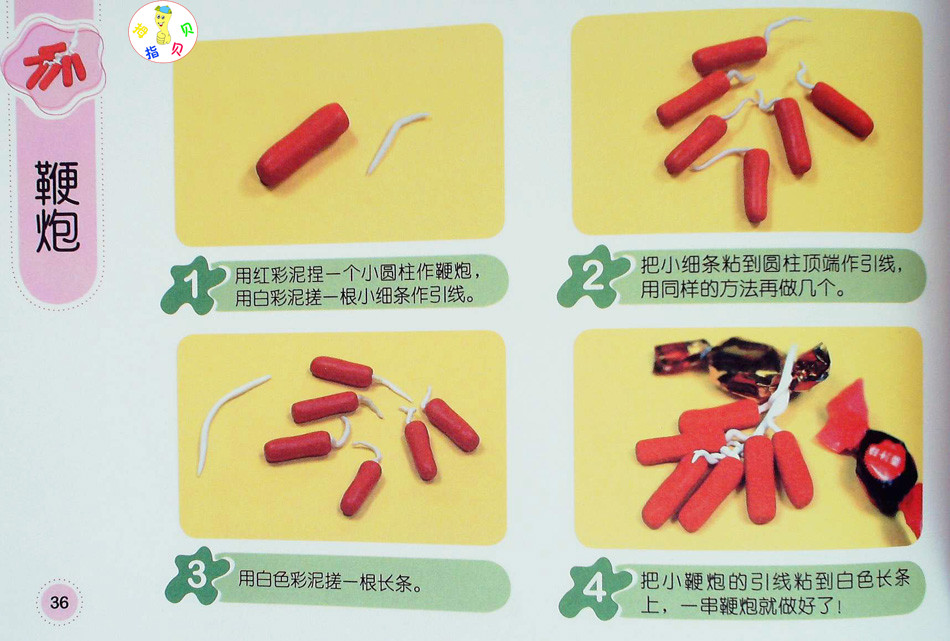 指贝贝
鞭炮
1
用红彩泥捏一个小圆柱作鞭炮，
用白彩泥搓一根小细条作引线。
2
把小细条粘到圆柱顶端作引线，
用同样的方法再做几个。
3
用白色彩泥搓一根长条。
4
把小鞭炮的引线粘到白色长条
上，一串鞭炮就做好了！
36